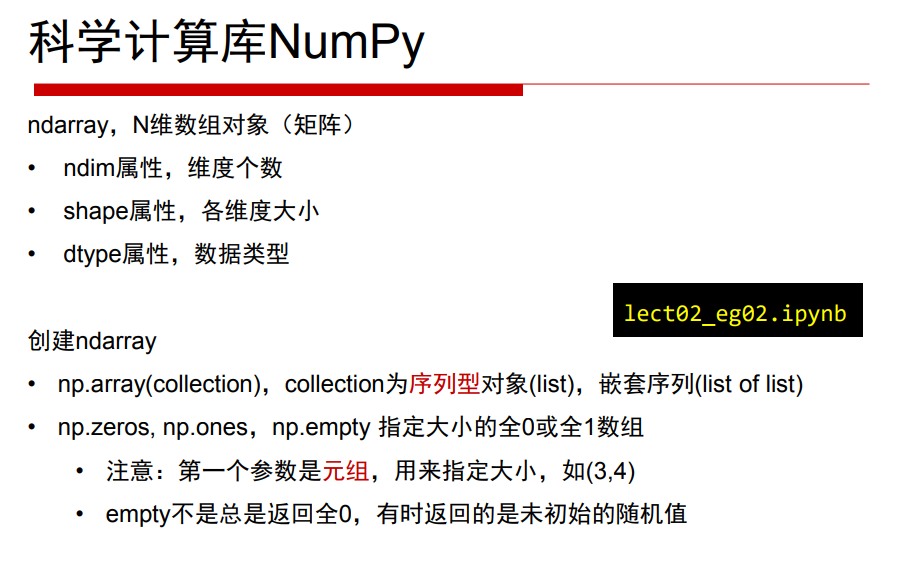 科学计算库NumPy
ndarray，N维数组对象（矩阵）
• ndim属性，维度个数
• shape属性，各维度大小
• dtype属性，数据类型
lect02_eg02.ipynb
创建ndarray
• np.array(collection)，collection为序列型对象(list)，嵌套序列(list of list)
• np.zeros, np.ones，np.empty 指定大小的全0或全1数组
• 注意：第一个参数是元组，用来指定大小，如(3,4)
• empty不是总是返回全0，有时返回的是未初始的随机值